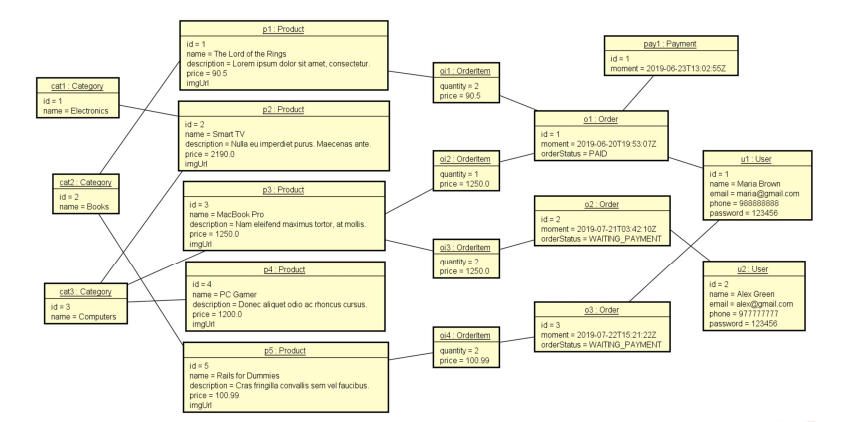 p1 : Product
id = 1
name = The Lord of the Rings
description = Lorem ipsum dolor sit amet, consectetur.
price = 90.5
imgUrl
pay1 : Payment
id = 1
moment = 2019-06-23T13:02:55Z
oi1 : OrderItem
quantity = 2
price = 90.5
cat1 : Category
id = 1
name = Electronics
p2 : Product
id = 2
name = Smart TV
description = Nulla eu imperdiet purus. Maecenas ante.
price = 2190.0
imgUrl
o1 : Order
id = 1
moment = 2019-06-20T19:53:07Z
orderStatus = PAID
oi2 : OrderItem
quantity = 1
price = 1250.0
u1 : User
id = 1
name = Maria Brown
email = maria@gmail.com
phone = 988888888
password = 123456
cat2 : Category
id = 2
name = Books
p3 : Product
id = 3
name = MacBook Pro
description = Nam eleifend maximus tortor, at mollis.
price = 1250.0
imgUrl
o2 : Order
id = 2
moment = 2019-07-21T03:42:10Z
orderStatus = WAITING_PAYMENT
oi3 : OrderItem
quantity = 2
price = 1250.0
p4 : Product
id = 4
name = PC Gamer
description = Donec aliquet odio ac rhoncus cursus.
price = 1200.0
imgUrl
u2 : User
id = 2
name = Alex Green
email = alex@gmail.com
phone = 977777777
password = 123456
cat3 : Category
id = 3
name = Computers
o3 : Order
id = 3
moment = 2019-07-22T15:21:22Z
orderStatus = WAITING_PAYMENT
oi4 : OrderItem
quantity = 2
price = 100.99
p5 : Product
id = 5
name = Rails for Dummies
description = Cras fringilla convallis sem vel faucibus.
price = 100.99
imgUrl